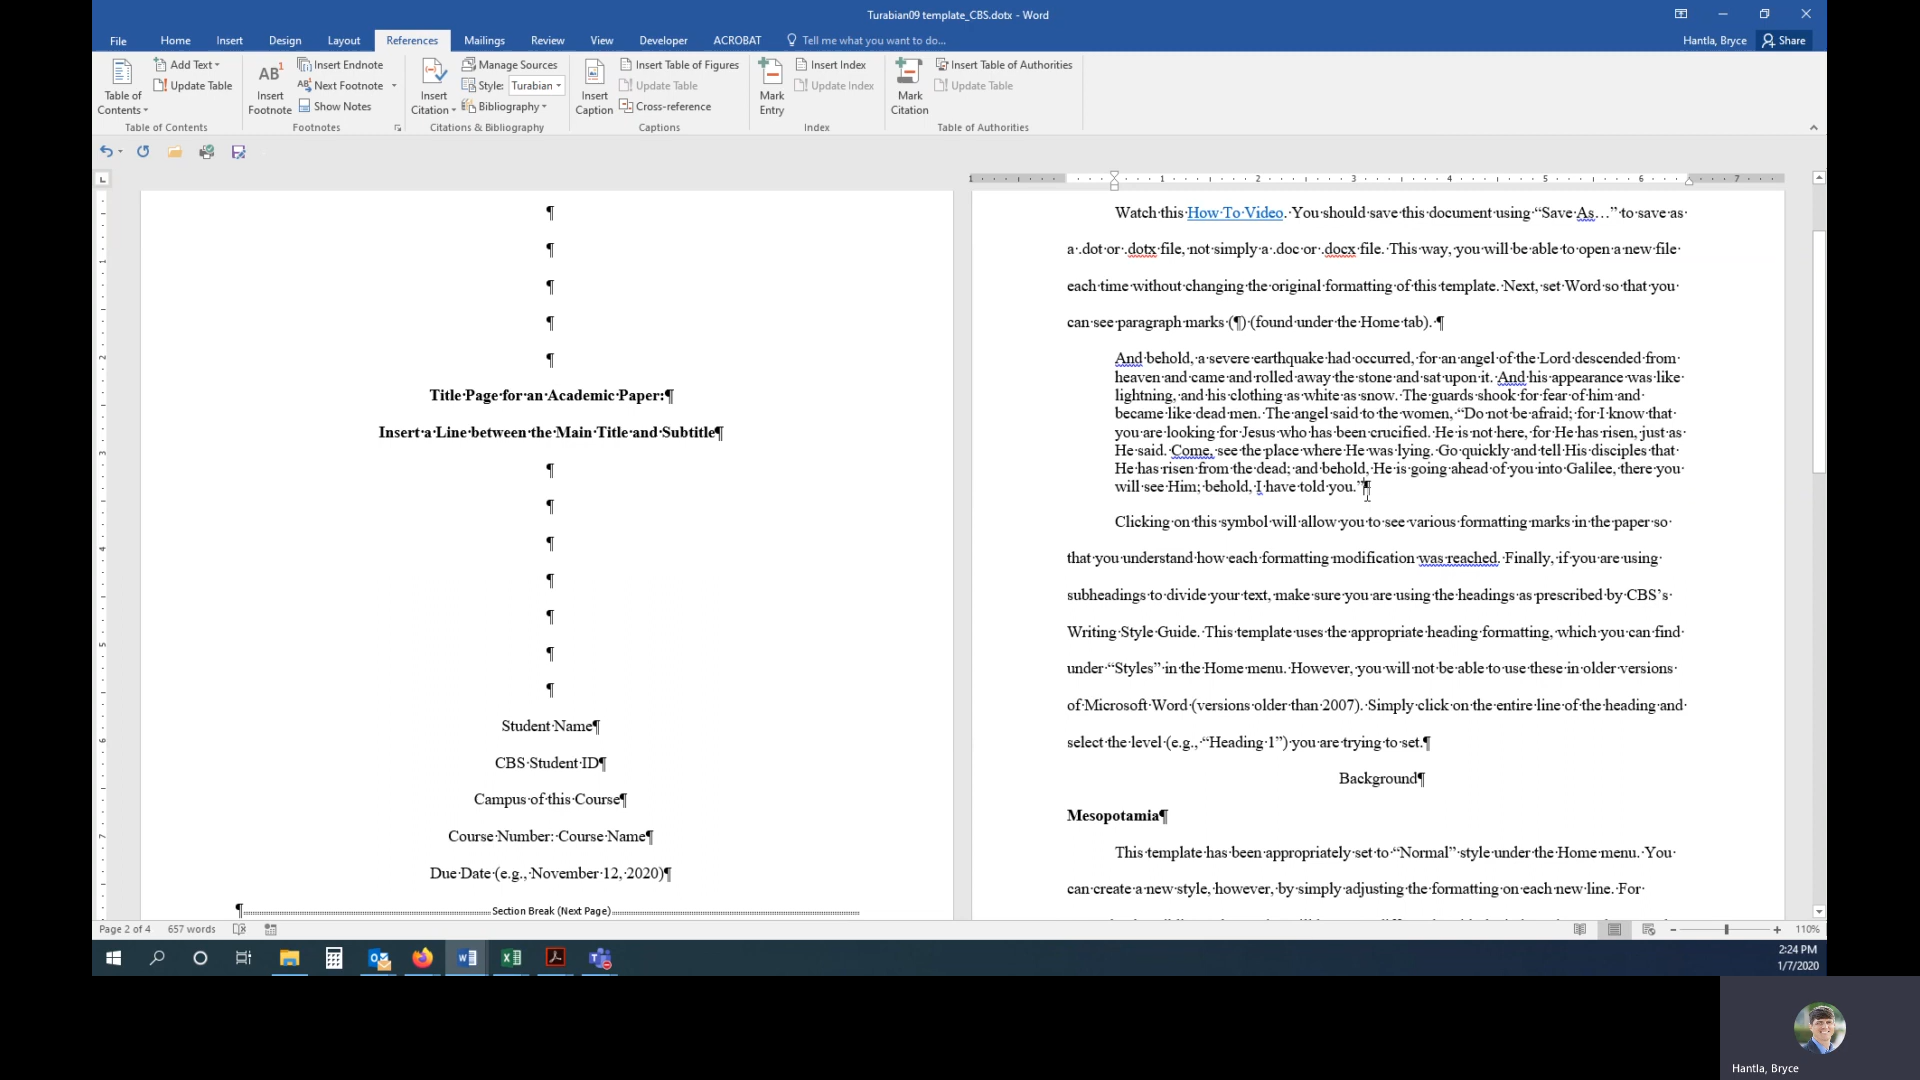 Turabian09 template_CBS.dotx - Word
File Home Insert Design Layout References Mailings Review View Developer ACROBAT Tell me what you want to do... Hantla, Bryce Share
Table of Contents
Add Text
Update Table
Table of Contents
AB¹ Insert Footnote
Insert Endnote
Next Footnote
Show Notes
Footnotes
Insert Citation
Manage Sources
Style: Turabian
Bibliography
Citations & Bibliography
Insert Caption
Insert Table of Figures
Update Table
Cross-reference
Captions
Mark Entry
Insert Index
Update Index
Index
Mark Citation
Insert Table of Authorities
Update Table
Table of Authorities
1 1 2 3 4 5 6 7
1
2
3
4
5
6
7
¶
¶
¶
¶
¶
Title Page for an Academic Paper:¶
Insert a Line between the Main Title and Subtitle¶
¶
¶
¶
¶
¶
¶
¶
Student Name¶
CBS Student ID¶
Campus of this Course¶
Course Number: Course Name¶
Due Date (e.g., November 12, 2020)¶
¶ Section Break (Next Page)
Watch this How To Video. You should save this document using “Save As…” to save as
a .dot or .dotx file, not simply a .doc or .docx file. This way, you will be able to open a new file
each time without changing the original formatting of this template. Next, set Word so that you
can see paragraph marks (¶) (found under the Home tab). ¶
And behold, a severe earthquake had occurred, for an angel of the Lord descended from
heaven and came and rolled away the stone and sat upon it. And his appearance was like
lightning, and his clothing as white as snow. The guards shook for fear of him and
became like dead men. The angel said to the women, “Do not be afraid; for I know that
you are looking for Jesus who has been crucified. He is not here, for He has risen, just as
He said. Come, see the place where He was lying. Go quickly and tell His disciples that
He has risen from the dead; and behold, He is going ahead of you into Galilee, there you
will see Him; behold, I have told you.”¶
Clicking on this symbol will allow you to see various formatting marks in the paper so
that you understand how each formatting modification was reached. Finally, if you are using
subheadings to divide your text, make sure you are using the headings as prescribed by CBS’s
Writing Style Guide. This template uses the appropriate heading formatting, which you can find
under “Styles” in the Home menu. However, you will not be able to use these in older versions
of Microsoft Word (versions older than 2007). Simply click on the entire line of the heading and
select the level (e.g., “Heading 1”) you are trying to set.¶
Background¶
Mesopotamia¶
This template has been appropriately set to “Normal” style under the Home menu. You
can create a new style, however, by simply adjusting the formatting on each new line. For
Page 2 of 4 657 words 110%
2:24 PM
1/7/2020
Hantla, Bryce